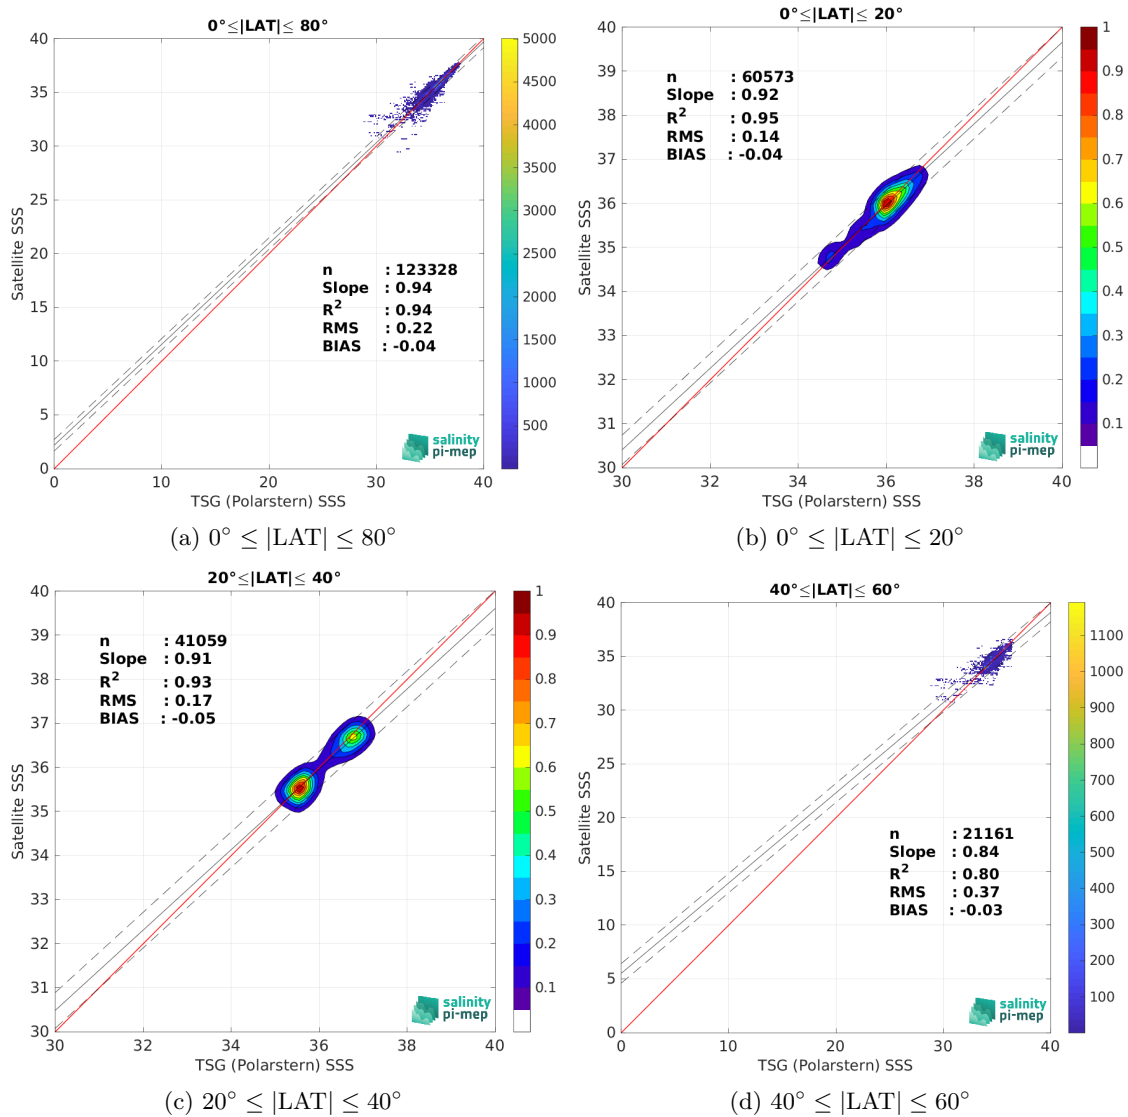 0°≤|LAT|≤ 80°
40
35
30
25
20
15
10
5
0
0
10
20
30
40
Satellite SSS
TSG (Polarstern) SSS
n : 123328
Slope : 0.94
R² : 0.94
RMS : 0.22
BIAS : -0.04
salinity
pi-mep
5000
4500
4000
3500
3000
2500
2000
1500
1000
500
(a) 0° ≤ |LAT| ≤ 80°
0°≤|LAT|≤ 20°
40
39
38
37
36
35
34
33
32
31
30
30
32
34
36
38
40
Satellite SSS
TSG (Polarstern) SSS
n : 60573
Slope : 0.92
R² : 0.95
RMS : 0.14
BIAS : -0.04
salinity
pi-mep
1
0.9
0.8
0.7
0.6
0.5
0.4
0.3
0.2
0.1
(b) 0° ≤ |LAT| ≤ 20°
20°≤|LAT|≤ 40°
40
39
38
37
36
35
34
33
32
31
30
30
32
34
36
38
40
Satellite SSS
TSG (Polarstern) SSS
n : 41059
Slope : 0.91
R² : 0.93
RMS : 0.17
BIAS : -0.05
salinity
pi-mep
1
0.9
0.8
0.7
0.6
0.5
0.4
0.3
0.2
0.1
(c) 20° ≤ |LAT| ≤ 40°
40°≤|LAT|≤ 60°
40
35
30
25
20
15
10
5
0
0
10
20
30
40
Satellite SSS
TSG (Polarstern) SSS
n : 21161
Slope : 0.84
R² : 0.80
RMS : 0.37
BIAS : -0.03
salinity
pi-mep
1100
1000
900
800
700
600
500
400
300
200
100
(d) 40° ≤ |LAT| ≤ 60°